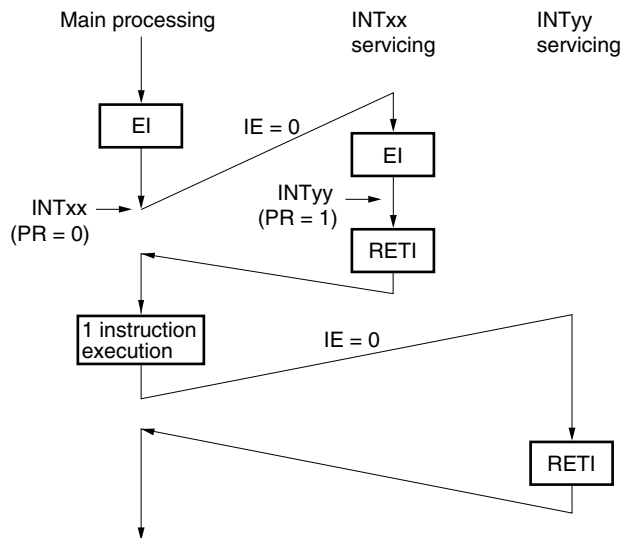 Main processing
INTxx
servicing
INTyy
servicing
EI
IE = 0
EI
INTxx
(PR = 0)
INTyy
(PR = 1)
RETI
1 instruction
execution
IE = 0
RETI